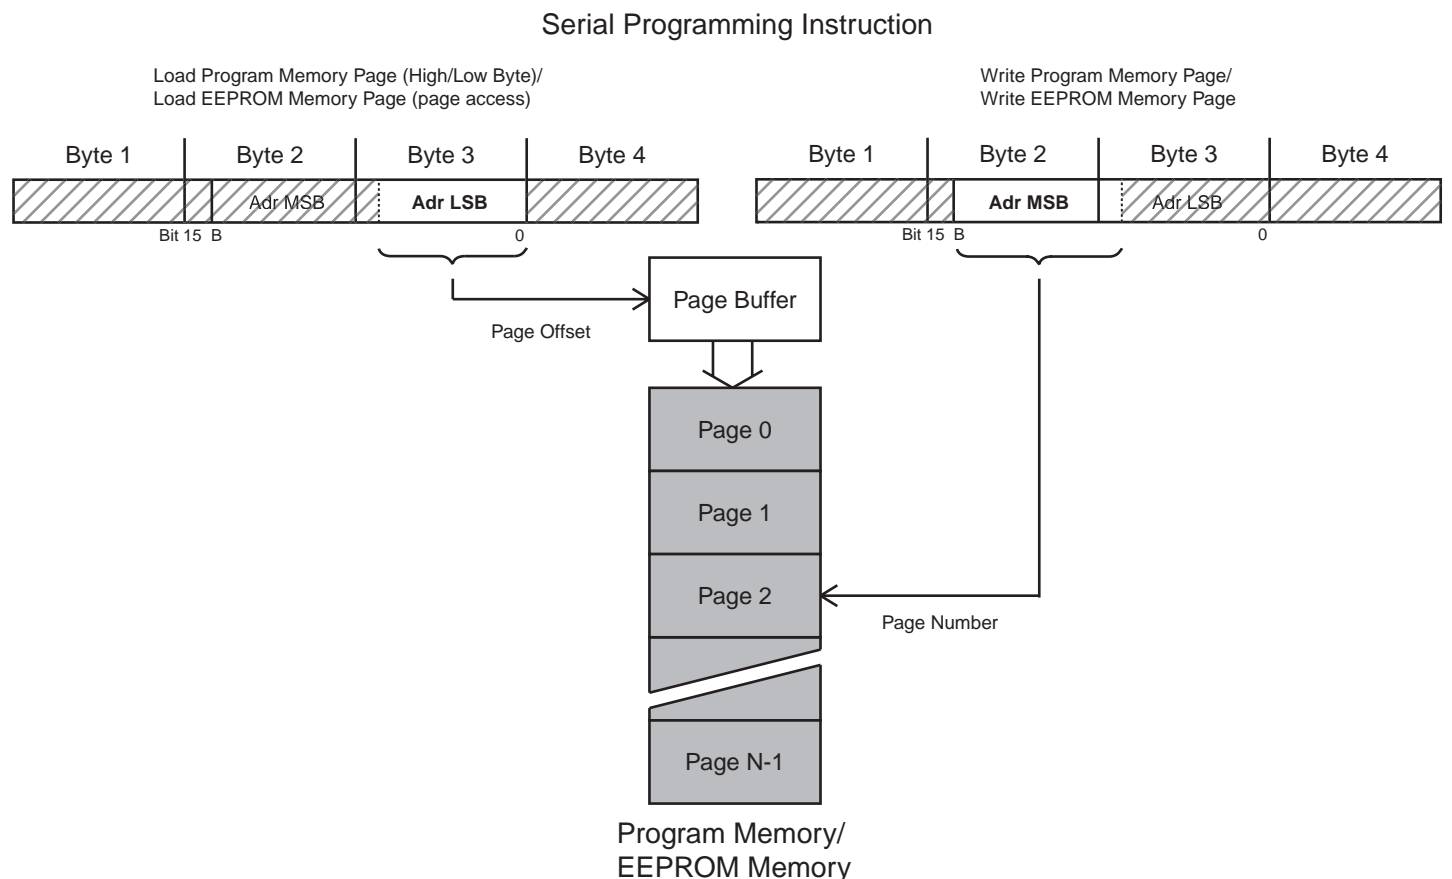 Serial Programming Instruction
Load Program Memory Page (High/Low Byte)/
Load EEPROM Memory Page (page access)
Write Program Memory Page/
Write EEPROM Memory Page
Byte 1 Byte 2 Byte 3 Byte 4
Adr MSB Adr LSB
Bit 15 B 0
Byte 1 Byte 2 Byte 3 Byte 4
Adr MSB Adr LSB
Bit 15 B 0
Page Buffer
Page Offset
Page 0
Page 1
Page 2
Page Number
Page N-1
Program Memory/
EEPROM Memory